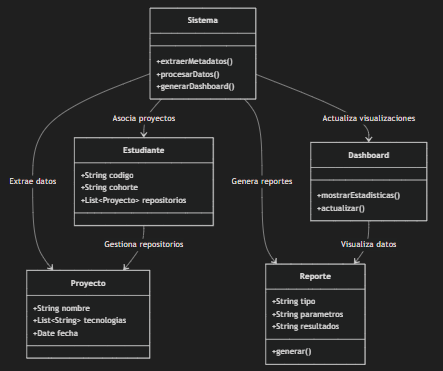 Sistema
+extraerMetadatos()
+procesarDatos()
+generarDashboard()
Asocia proyectos
Actualiza visualizaciones
Estudiante
+String codigo
+String cohorte
+List<Proyecto> repositorios
Dashboard
+mostrarEstadisticas()
+actualizar()
Extrae datos
Genera reportes
Gestiona repositorios
Visualiza datos
Proyecto
+String nombre
+List<String> tecnologias
+Date fecha
Reporte
+String tipo
+String parametros
+String resultados
+generar()